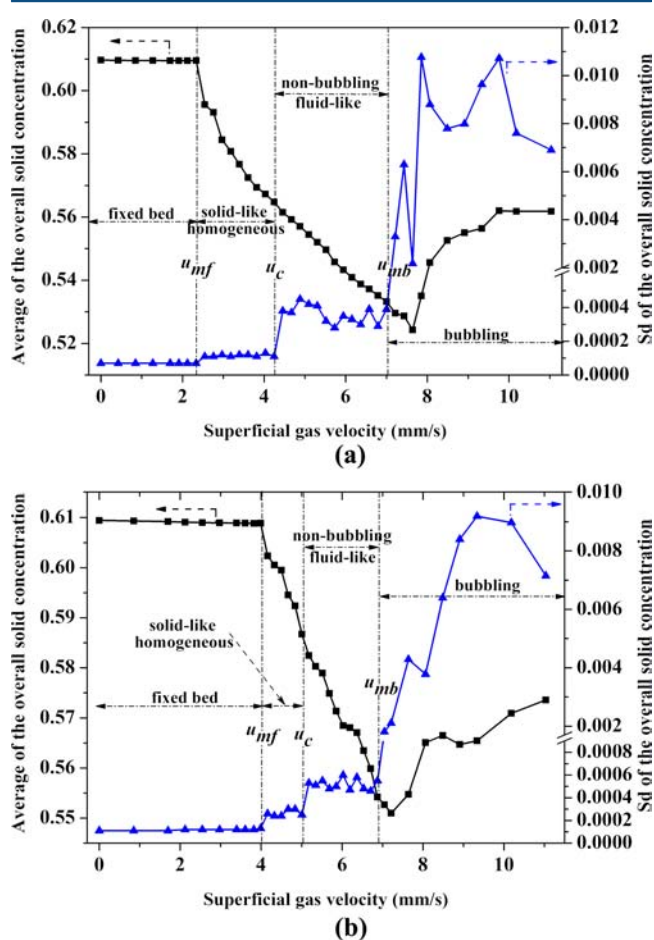 0.62
0.60
0.58
0.56
0.54
0.52
Average of the overall solid concentration
0.012
0.010
0.008
0.006
0.004
0.002
0.0004
0.0002
0.0000
Sd of the overall solid concentration
non-bubbling
fluid-like
fixed bed
solid-like
homogeneous
u_mf
u_c
u_mb
bubbling
0 2 4 6 8 10
Superficial gas velocity (mm/s)
(a)
0.61
0.60
0.59
0.58
0.57
0.56
0.55
Average of the overall solid concentration
0.010
0.008
0.006
0.004
0.002
0.0008
0.0006
0.0004
0.0002
0.0000
Sd of the overall solid concentration
non-bubbling
fluid-like
bubbling
solid-like
homogeneous
fixed bed
u_mf
u_c
u_mb
0 2 4 6 8 10
Superficial gas velocity (mm/s)
(b)